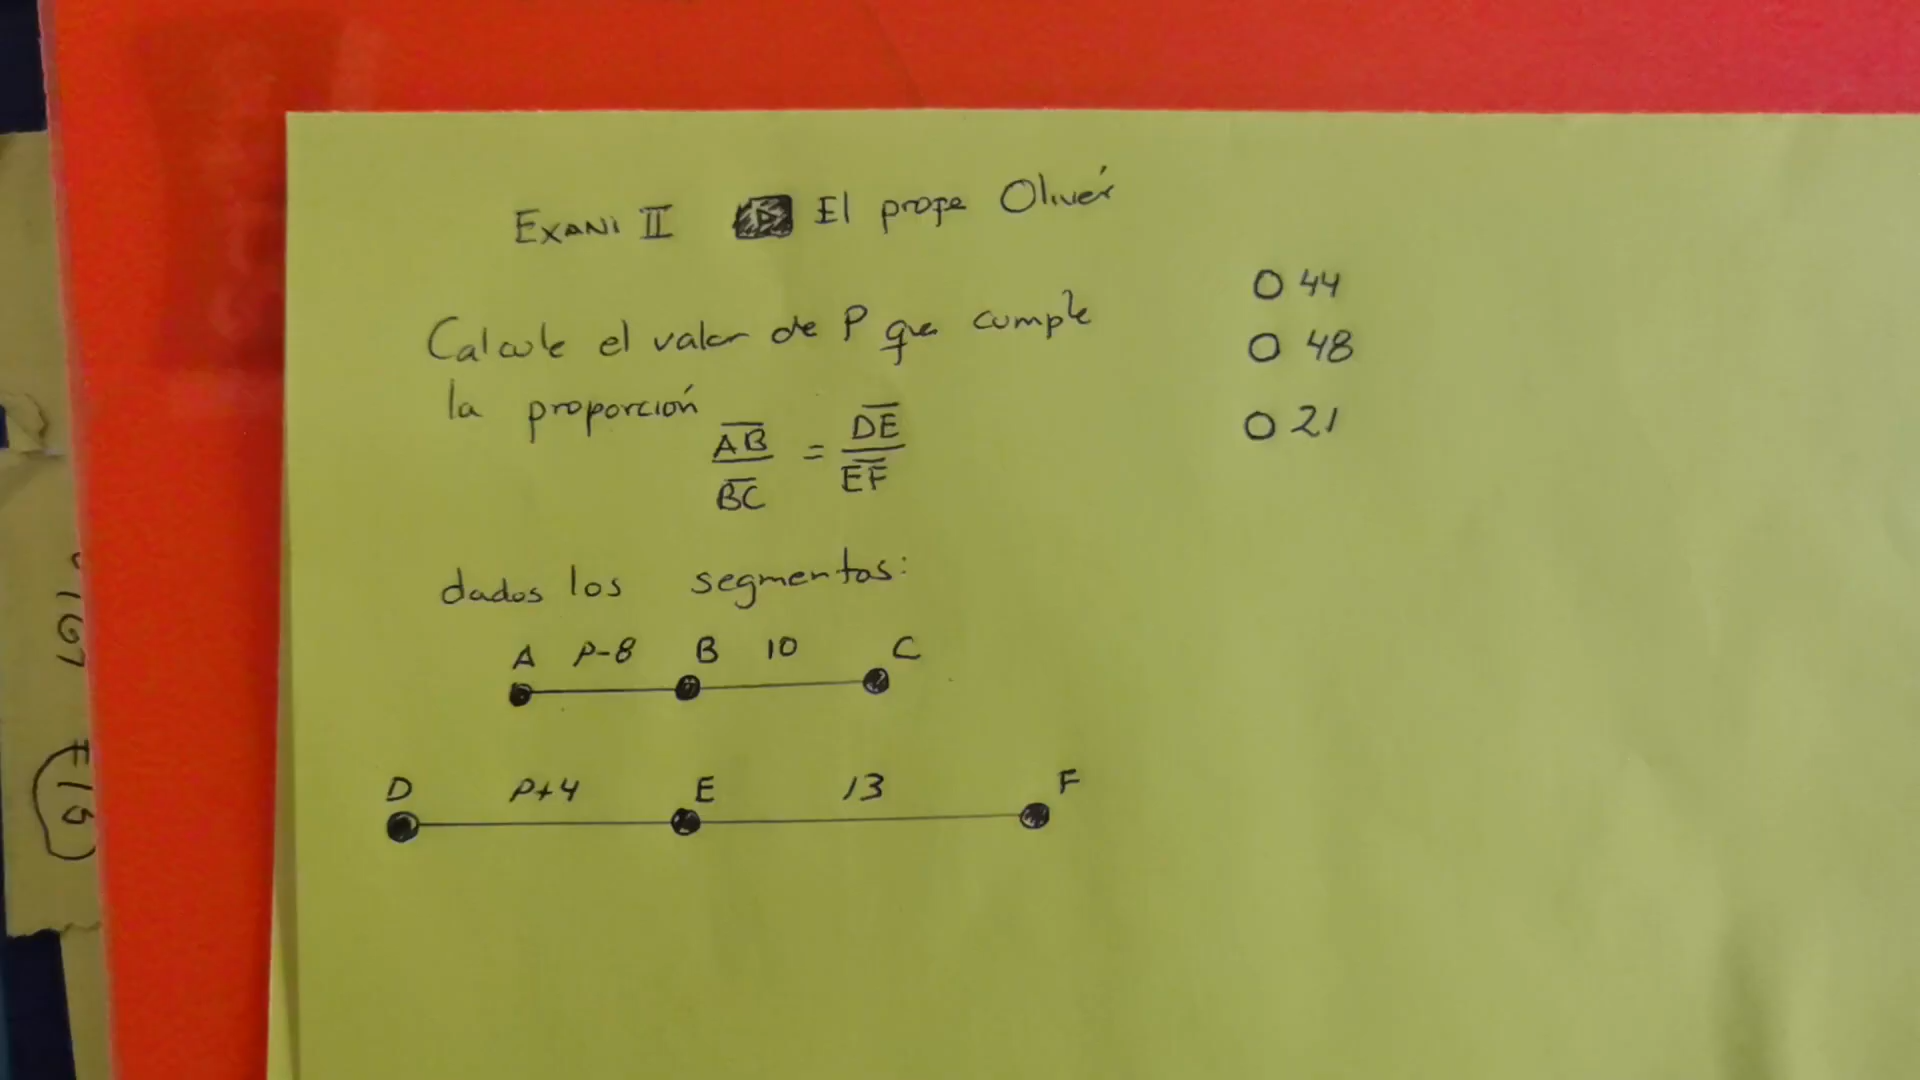 EXANI II El profe Oliver
Calcule el valor de P que cumple
la proporción
AB/BC = DE/EF
dados los segmentos:
A P-8 B 10 C
D P+4 E 13 F
44
48
21